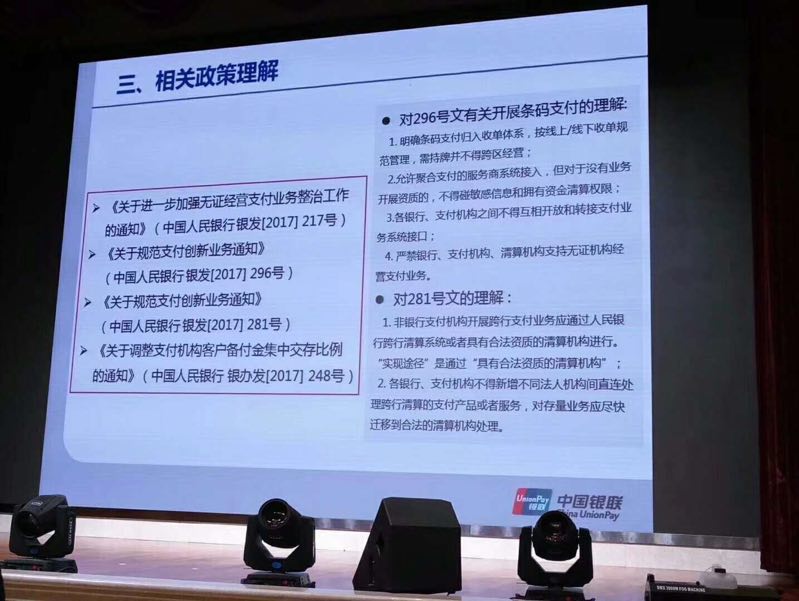 三、相关政策理解
➢ 《关于进一步加强无证经营支付业务整治工作
的通知》（中国人民银行 银发[2017] 217号）
➢ 《关于规范支付创新业务通知》
（中国人民银行 银发[2017] 296号）
➢ 《关于规范支付创新业务通知》
（中国人民银行 银发[2017] 281号）
➢ 《关于调整支付机构客户备付金集中交存比例
的通知》（中国人民银行 银办发[2017] 248号）
● 对296号文有关开展条码支付的理解:
1. 明确条码支付归入收单体系，按线上/线下收单规
范管理，需持牌并不得跨区经营；
2.允许聚合支付的服务商系统接入，但对于没有业务
开展资质的，不得碰敏感信息和拥有资金清算权限；
3.各银行、支付机构之间不得互相开放和转接支付业
务系统接口；
4. 严禁银行、支付机构、清算机构支持无证机构经
营支付业务。
● 对281号文的理解：
1. 非银行支付机构开展跨行支付业务应通过人民银
行跨行清算系统或者具有合法资质的清算机构进行。
“实现途径”是通过“具有合法资质的清算机构”；
2. 各银行、支付机构不得新增不同法人机构间直连处
理跨行清算的支付产品或者服务，对存量业务应尽快
迁移到合法的清算机构处理。
UnionPay
银联
中国银联
China UnionPay